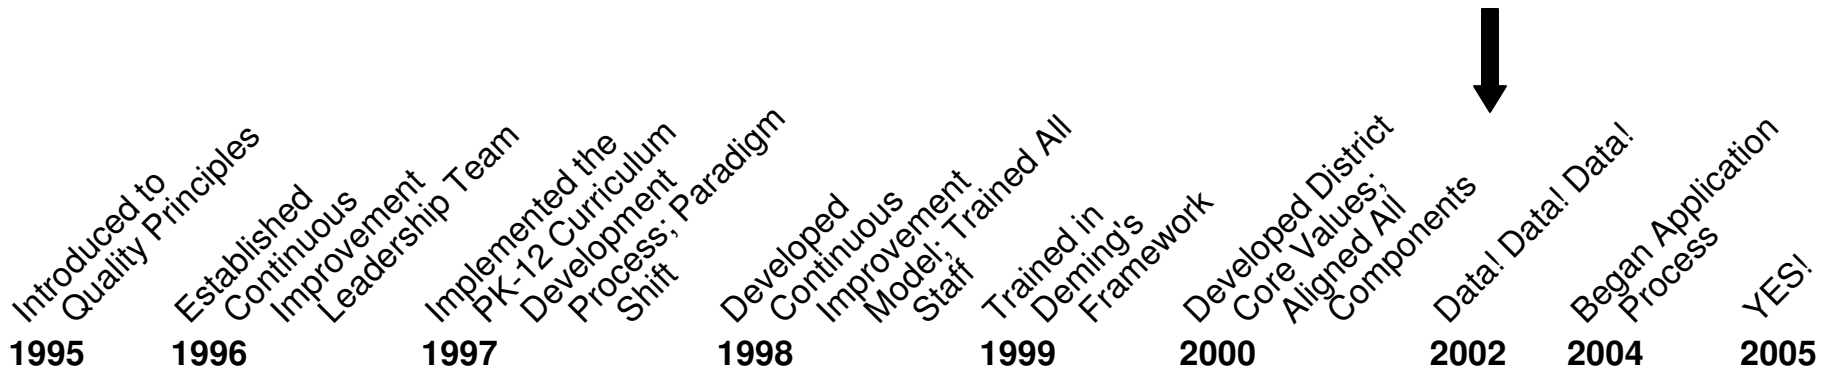 Introduced to
Quality Principles
Established
Continuous
Improvement
Leadership Team
Implemented the
PK-12 Curriculum
Development
Process; Paradigm
Shift
Developed
Continuous
Improvement
Model; Trained All
Staff
Trained in
Deming's
Framework
Developed District
Core Values;
Aligned All
Components
Data! Data! Data!
Began Application
Process
YES!
1995 1996 1997 1998 1999 2000 2002 2004 2005